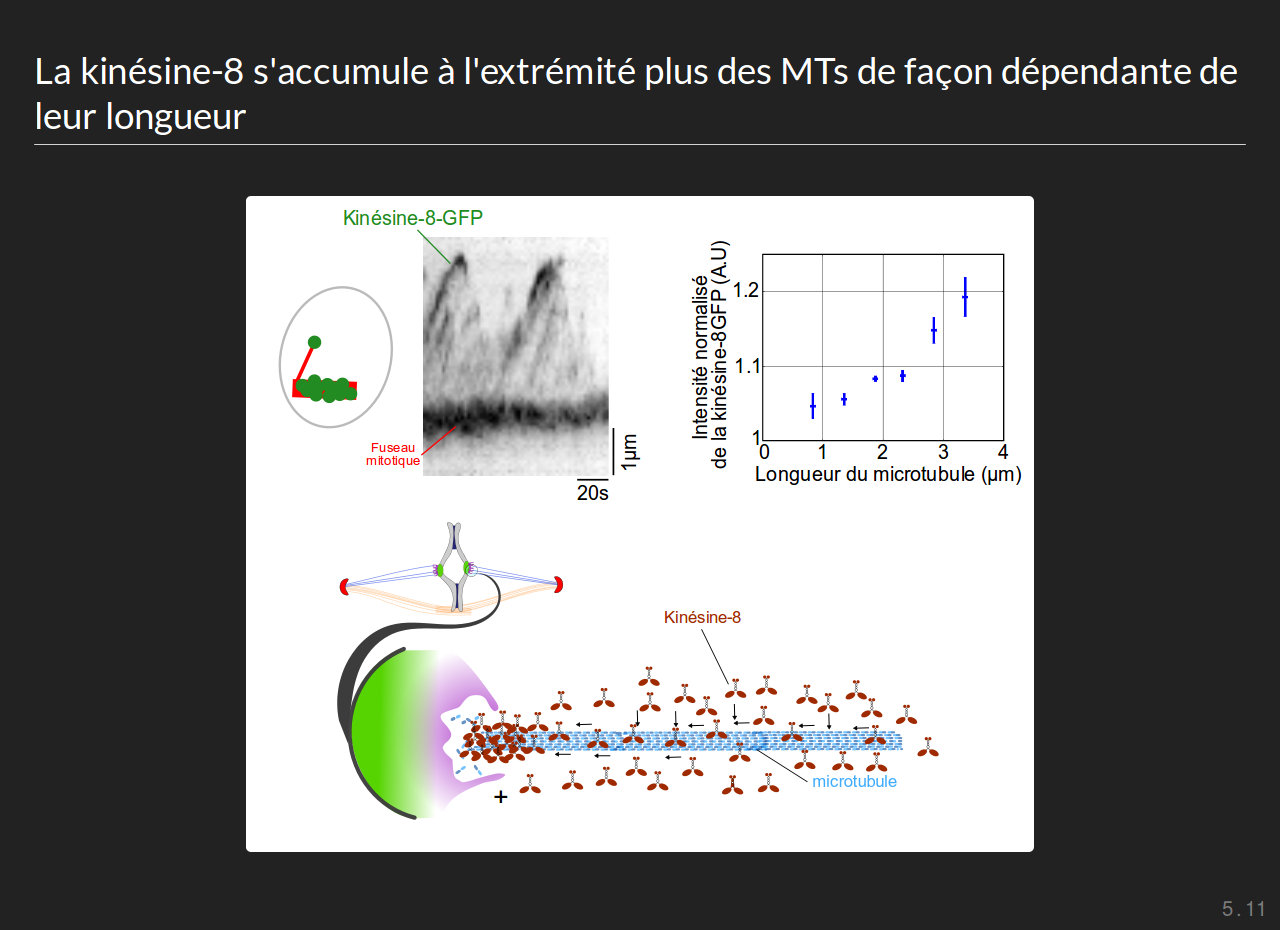 La kinésine-8 s'accumule à l'extrémité plus des MTs de façon dépendante de
leur longueur
Kinésine-8-GFP
Fuseau
mitotique
1µm
20s
Intensité normalisé
de la kinésine-8GFP (A.U)
1.2
1.1
1
0 1 2 3 4
Longueur du microtubule (µm)
Kinésine-8
microtubule
+
5.11